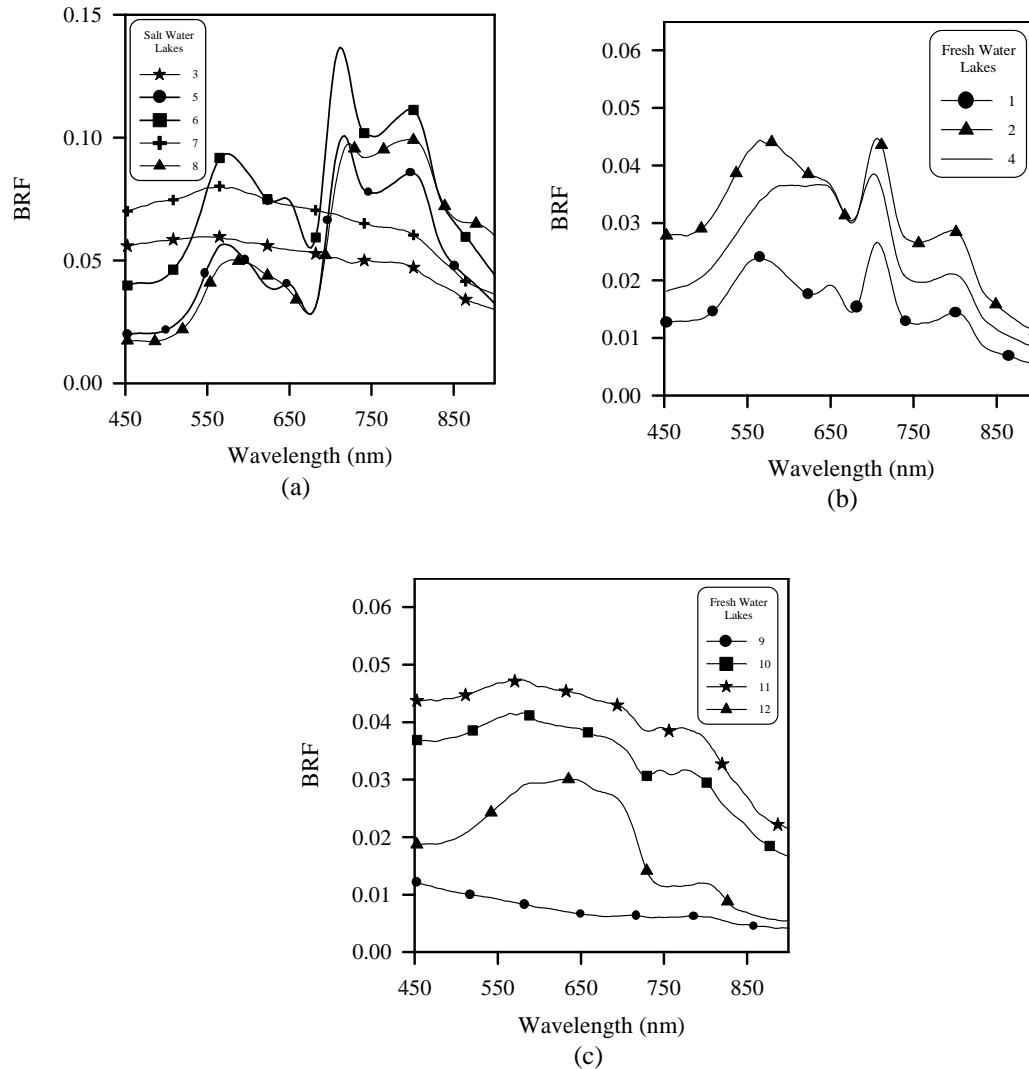 0.15
0.10
0.05
0.00
BRF
Salt Water
Lakes
3
5
6
7
8
450 550 650 750 850
Wavelength (nm)
(a)
0.06
0.05
0.04
0.03
0.02
0.01
0.00
BRF
Fresh Water
Lakes
1
2
4
450 550 650 750 850
Wavelength (nm)
(b)
0.06
0.05
0.04
0.03
0.02
0.01
0.00
BRF
Fresh Water
Lakes
9
10
11
12
450 550 650 750 850
Wavelength (nm)
(c)